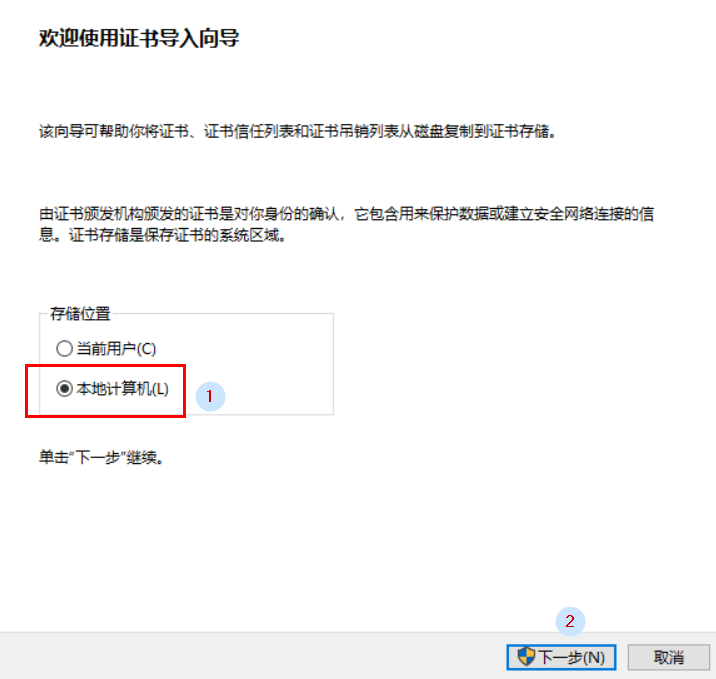 欢迎使用证书导入向导
该向导可帮助你将证书、证书信任列表和证书吊销列表从磁盘复制到证书存储。
由证书颁发机构颁发的证书是对你身份的确认，它包含用来保护数据或建立安全网络连接的信
息。证书存储是保存证书的系统区域。
存储位置
当前用户(C)
本地计算机(L)
1
单击“下一步”继续。
2
下一步(N)
取消